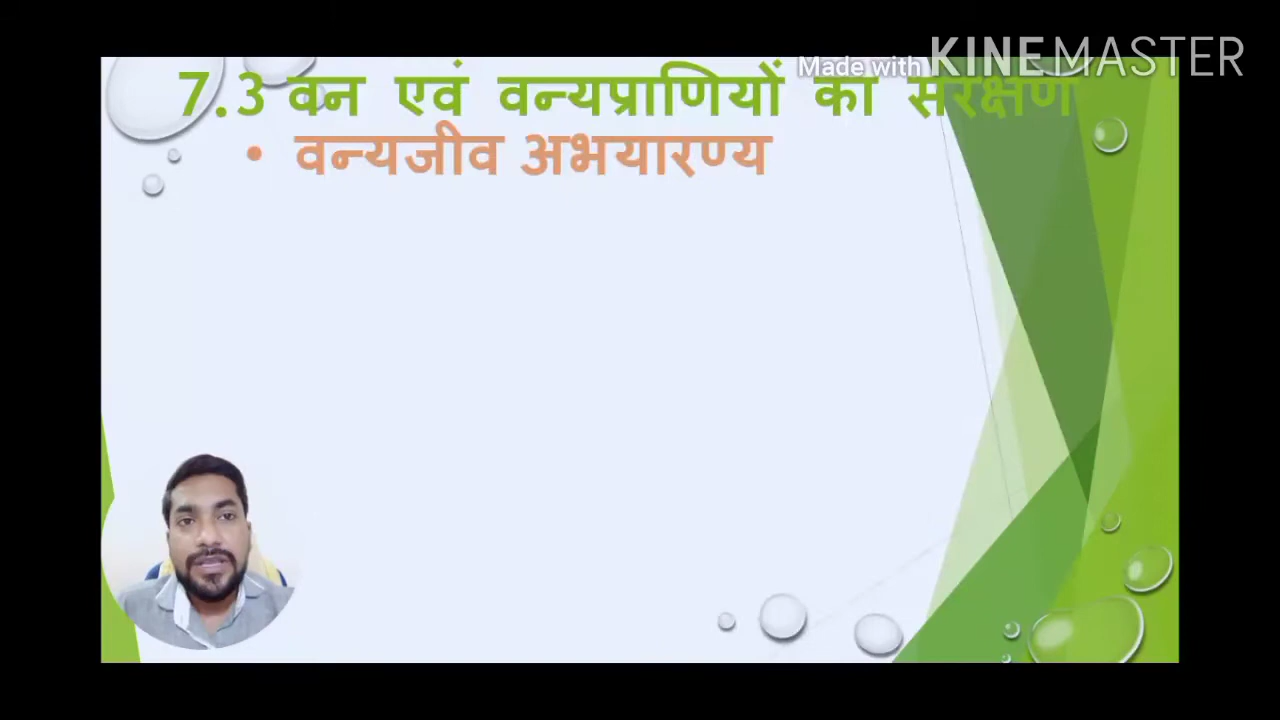 Made with KINEMASTER
7.3 वन एवं वन्यप्राणियों का संरक्षण
• वन्यजीव अभयारण्य